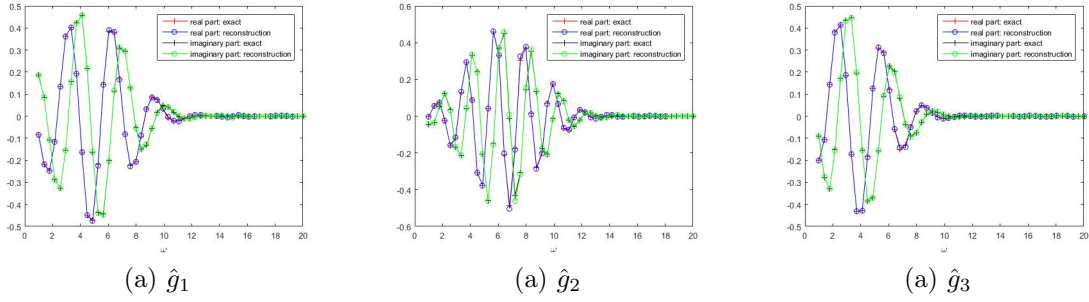 0.5
0.4
0.3
0.2
0.1
0
-0.1
-0.2
-0.3
-0.4
-0.5
0 2 4 6 8 10 12 14 16 18 20
ω
real part: exact
real part: reconstruction
imaginary part: exact
imaginary part: reconstruction
(a) ĝ1
0.6
0.4
0.2
0
-0.2
-0.4
-0.6
0 2 4 6 8 10 12 14 16 18 20
ω
real part: exact
real part: reconstruction
imaginary part: exact
imaginary part: reconstruction
(a) ĝ2
0.5
0.4
0.3
0.2
0.1
0
-0.1
-0.2
-0.3
-0.4
-0.5
0 2 4 6 8 10 12 14 16 18 20
ω
real part: exact
real part: reconstruction
imaginary part: exact
imaginary part: reconstruction
(a) ĝ3